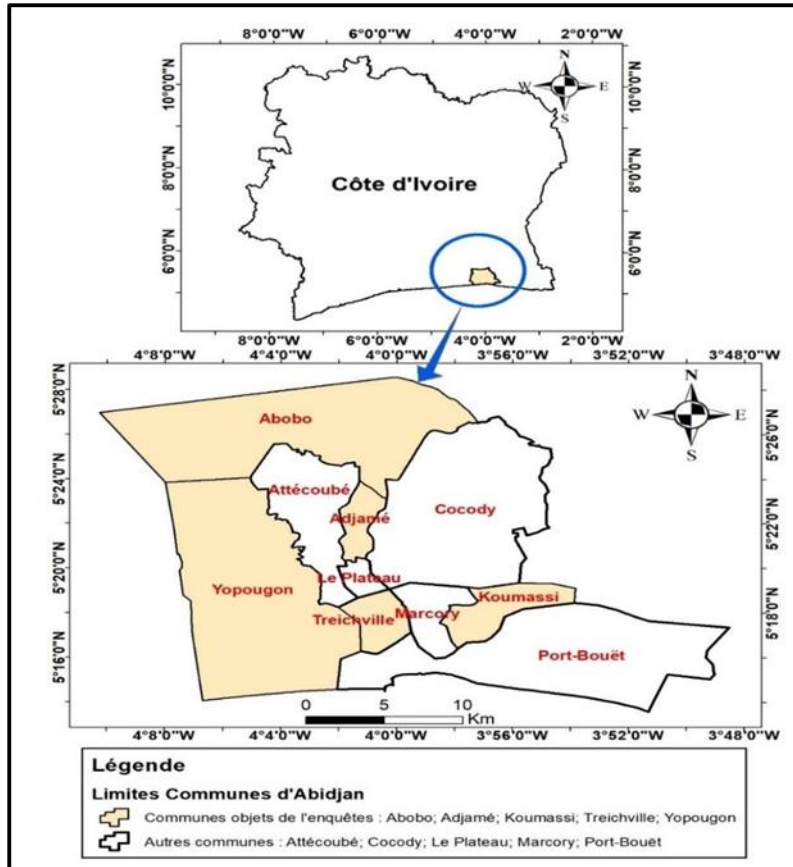 8°0'0"W 6°0'0"W 4°0'0"W 2°0'0"W
N
W E
S
10°0'0"N 10°0'0"N
8°0'0"N 8°0'0"N
6°0'0"N 6°0'0"N
Côte d'Ivoire
8°0'0"W 6°0'0"W 4°0'0"W 2°0'0"W
4°8'0"W 4°4'0"W 4°0'0"W 3°56'0"W 3°52'0"W 3°48'0"W
N
W E
S
5°28'0"N
5°26'0"N
Abobo
5°24'0"N
Attécoubé
Adjamé
Cocody
5°22'0"N
5°20'0"N
Le Plateau
Yopougon
Koumassi
Treichville
Marcory
5°18'0"N
5°16'0"N
Port-Bouët
5°14'0"N
0 5 10
Km
4°8'0"W 4°4'0"W 4°0'0"W 3°56'0"W 3°52'0"W 3°48'0"W
Légende
Limites Communes d'Abidjan
Communes objets de l'enquêtes : Abobo; Adjamé; Koumassi; Treichville; Yopougon
Autres communes : Attécoubé; Cocody; Le Plateau; Marcory; Port-Bouët